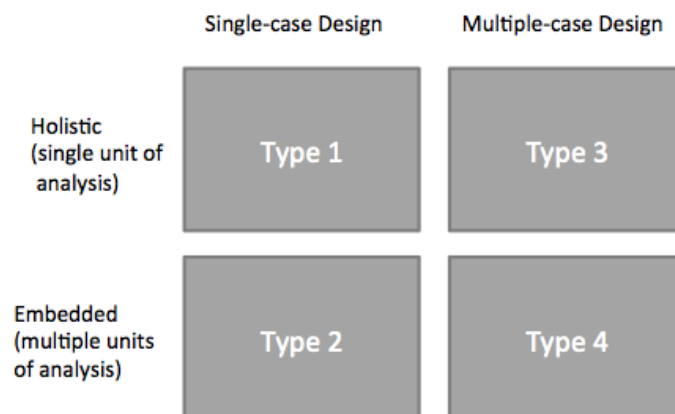 Single-case Design
Multiple-case Design
Holistic
(single unit of
analysis)
Type 1
Type 3
Embedded
(multiple units
of analysis)
Type 2
Type 4